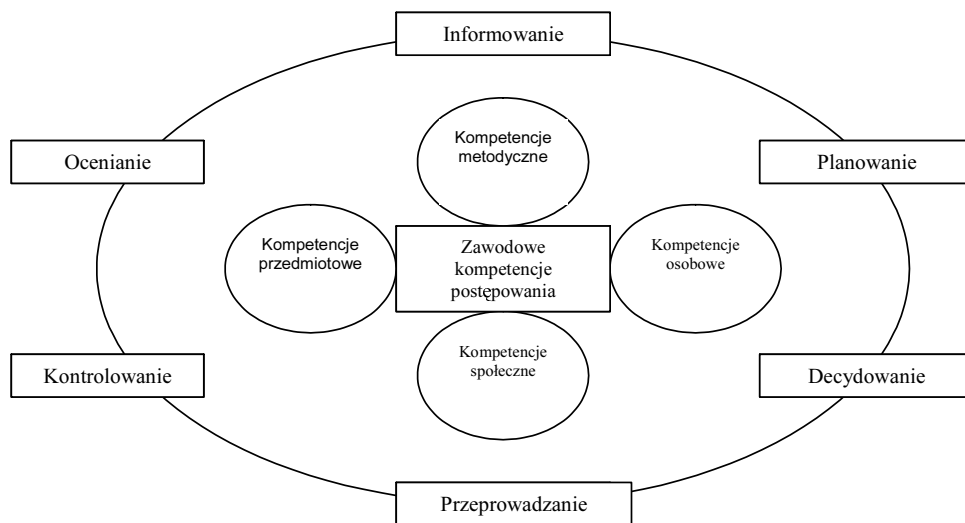 Informowanie
Kompetencje
metodyczne
Ocenianie
Planowanie
Kompetencje
przedmiotowe
Zawodowe
kompetencje
postępowania
Kompetencje
osobowe
Kompetencje
społeczne
Kontrolowanie
Decydowanie
Przeprowadzanie